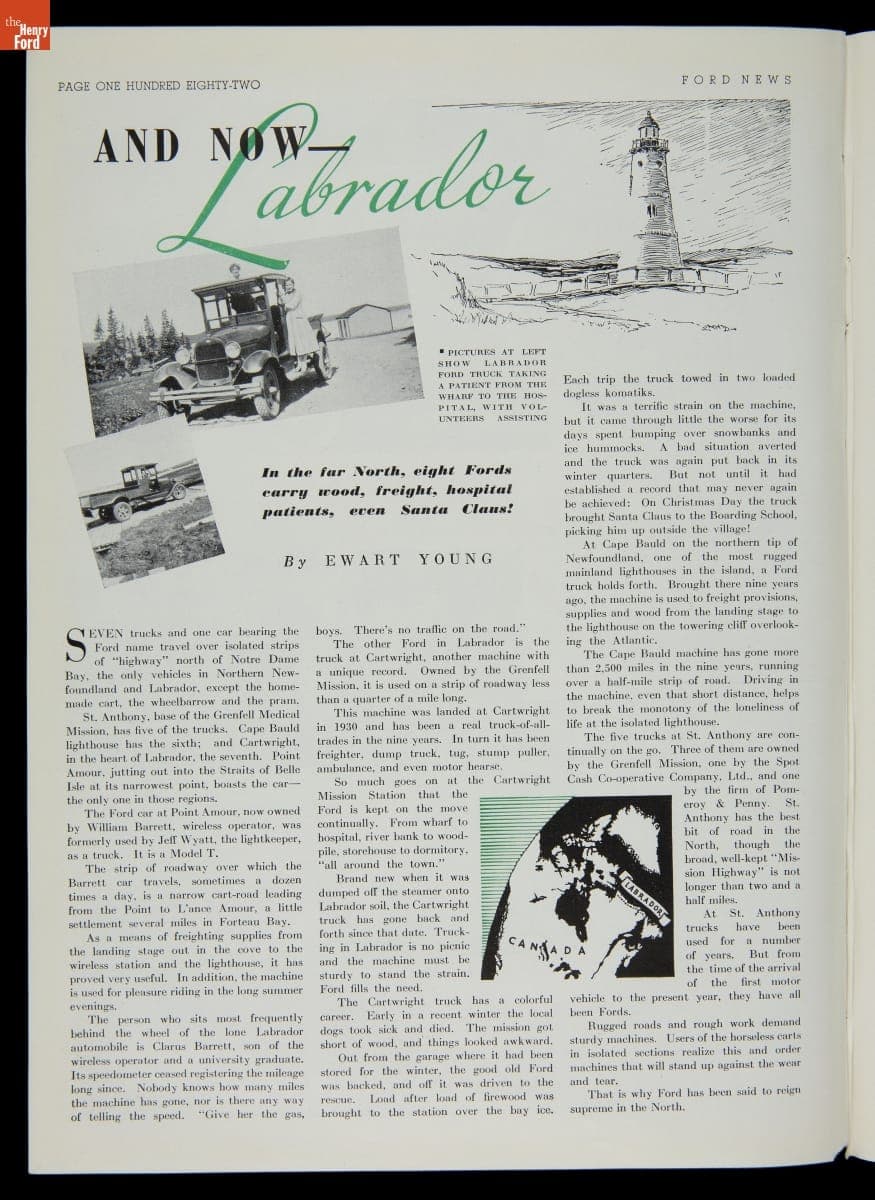 the
Henry
Ford
PAGE ONE HUNDRED EIGHTY-TWO
FORD NEWS
AND NOW—
Labrador
▪ PICTURES AT LEFT
SHOW LABRADOR
FORD TRUCK TAKING
A PATIENT FROM THE
WHARF TO THE HOS-
PITAL, WITH VOL-
UNTEERS ASSISTING
In the far North, eight Fords
carry wood, freight, hospital
patients, even Santa Claus!
By EWART YOUNG
SEVEN trucks and one car bearing the
Ford name travel over isolated strips
of "highway" north of Notre Dame
Bay, the only vehicles in Northern New-
foundland and Labrador, except the home-
made cart, the wheelbarrow and the pram.
St. Anthony, base of the Grenfell Medical
Mission, has five of the trucks. Cape Bauld
lighthouse has the sixth; and Cartwright,
in the heart of Labrador, the seventh. Point
Amour, jutting out into the Straits of Belle
Isle at its narrowest point, boasts the car—
the only one in those regions.
The Ford car at Point Amour, now owned
by William Barrett, wireless operator, was
formerly used by Jeff Wyatt, the lightkeeper,
as a truck. It is a Model T.
The strip of roadway over which the
Barrett car travels, sometimes a dozen
times a day, is a narrow cart-road leading
from the Point to L'ance Amour, a little
settlement several miles in Forteau Bay.
As a means of freighting supplies from
the landing stage out in the cove to the
wireless station and the lighthouse, it has
proved very useful. In addition, the machine
is used for pleasure riding in the long summer
evenings.
The person who sits most frequently
behind the wheel of the lone Labrador
automobile is Clarus Barrett, son of the
wireless operator and a university graduate.
Its speedometer ceased registering the mileage
long since. Nobody knows how many miles
the machine has gone, nor is there any way
of telling the speed. "Give her the gas,
boys. There's no traffic on the road."
The other Ford in Labrador is the
truck at Cartwright, another machine with
a unique record. Owned by the Grenfell
Mission, it is used on a strip of roadway less
than a quarter of a mile long.
This machine was landed at Cartwright
in 1930 and has been a real truck-of-all-
trades in the nine years. In turn it has been
freighter, dump truck, tug, stump puller,
ambulance, and even motor hearse.
So much goes on at the Cartwright
Mission Station that the
Ford is kept on the move
continually. From wharf to
hospital, river bank to wood-
pile, storehouse to dormitory,
"all around the town."
Brand new when it was
dumped off the steamer onto
Labrador soil, the Cartwright
truck has gone back and
forth since that date. Truck-
ing in Labrador is no picnic
and the machine must be
sturdy to stand the strain.
Ford fills the need.
The Cartwright truck has a colorful
career. Early in a recent winter the local
dogs took sick and died. The mission got
short of wood, and things looked awkward.
Out from the garage where it had been
stored for the winter, the good old Ford
was backed, and off it was driven to the
rescue. Load after load of firewood was
brought to the station over the bay ice.
Each trip the truck towed in two loaded
dogless komatiks.
It was a terrific strain on the machine,
but it came through little the worse for its
days spent bumping over snowbanks and
ice hummocks. A bad situation averted
and the truck was again put back in its
winter quarters. But not until it had
established a record that may never again
be achieved: On Christmas Day the truck
brought Santa Claus to the Boarding School,
picking him up outside the village!
At Cape Bauld on the northern tip of
Newfoundland, one of the most rugged
mainland lighthouses in the island, a Ford
truck holds forth. Brought there nine years
ago, the machine is used to freight provisions,
supplies and wood from the landing stage to
the lighthouse on the towering cliff overlook-
ing the Atlantic.
The Cape Bauld machine has gone more
than 2,500 miles in the nine years, running
over a half-mile strip of road. Driving in
the machine, even that short distance, helps
to break the monotony of the loneliness of
life at the isolated lighthouse.
The five trucks at St. Anthony are con-
tinually on the go. Three of them are owned
by the Grenfell Mission, one by the Spot
Cash Co-operative Company, Ltd., and one
by the firm of Pom-
eroy & Penny. St.
Anthony has the best
bit of road in the
North, though the
broad, well-kept "Mis-
sion Highway" is not
longer than two and a
half miles.
At St. Anthony
trucks have been
used for a number
of years. But from
the time of the arrival
of the first motor
vehicle to the present year, they have all
been Fords.
Rugged roads and rough work demand
sturdy machines. Users of the horseless carts
in isolated sections realize this and order
machines that will stand up against the wear
and tear.
That is why Ford has been said to reign
supreme in the North.
LABRADOR
CANADA